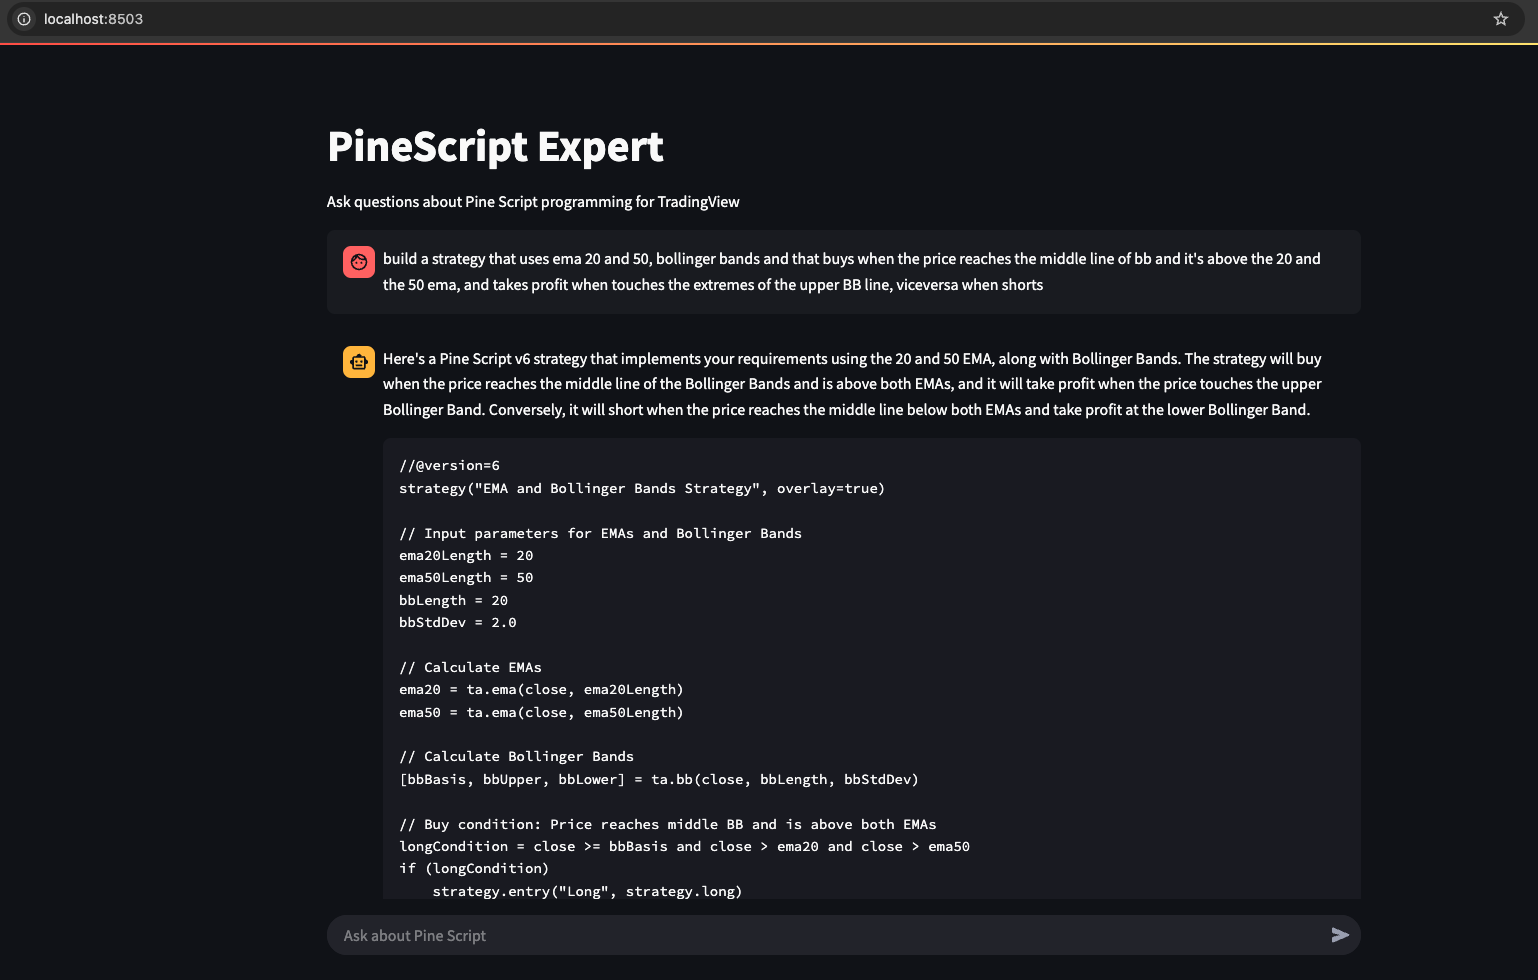 localhost:8503
PineScript Expert
Ask questions about Pine Script programming for TradingView
build a strategy that uses ema 20 and 50, bollinger bands and that buys when the price reaches the middle line of bb and it's above the 20 and
the 50 ema, and takes profit when touches the extremes of the upper BB line, viceversa when shorts
Here's a Pine Script v6 strategy that implements your requirements using the 20 and 50 EMA, along with Bollinger Bands. The strategy will buy
when the price reaches the middle line of the Bollinger Bands and is above both EMAs, and it will take profit when the price touches the upper
Bollinger Band. Conversely, it will short when the price reaches the middle line below both EMAs and take profit at the lower Bollinger Band.
//@version=6
strategy("EMA and Bollinger Bands Strategy", overlay=true)
// Input parameters for EMAs and Bollinger Bands
ema20Length = 20
ema50Length = 50
bbLength = 20
bbStdDev = 2.0
// Calculate EMAs
ema20 = ta.ema(close, ema20Length)
ema50 = ta.ema(close, ema50Length)
// Calculate Bollinger Bands
[bbBasis, bbUpper, bbLower] = ta.bb(close, bbLength, bbStdDev)
// Buy condition: Price reaches middle BB and is above both EMAs
longCondition = close >= bbBasis and close > ema20 and close > ema50
if (longCondition)
    strategy.entry("Long", strategy.long)
Ask about Pine Script